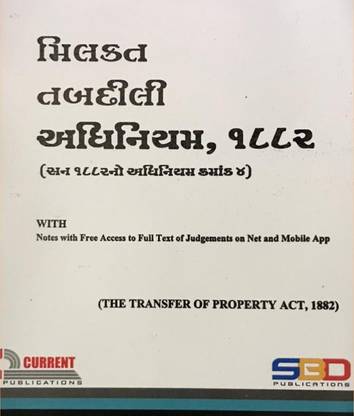 મિલકત
તબદીલી
અધિનિયમ, ૧૮૮૨
(સન ૧૮૮૨નો અધિનિયમ ક્રમાંક ૪)
WITH
Notes with Free Access to Full Text of Judgements on Net and Mobile App
(THE TRANSFER OF PROPERTY ACT, 1882)
CURRENT
PUBLICATIONS
SBD
PUBLICATIONS